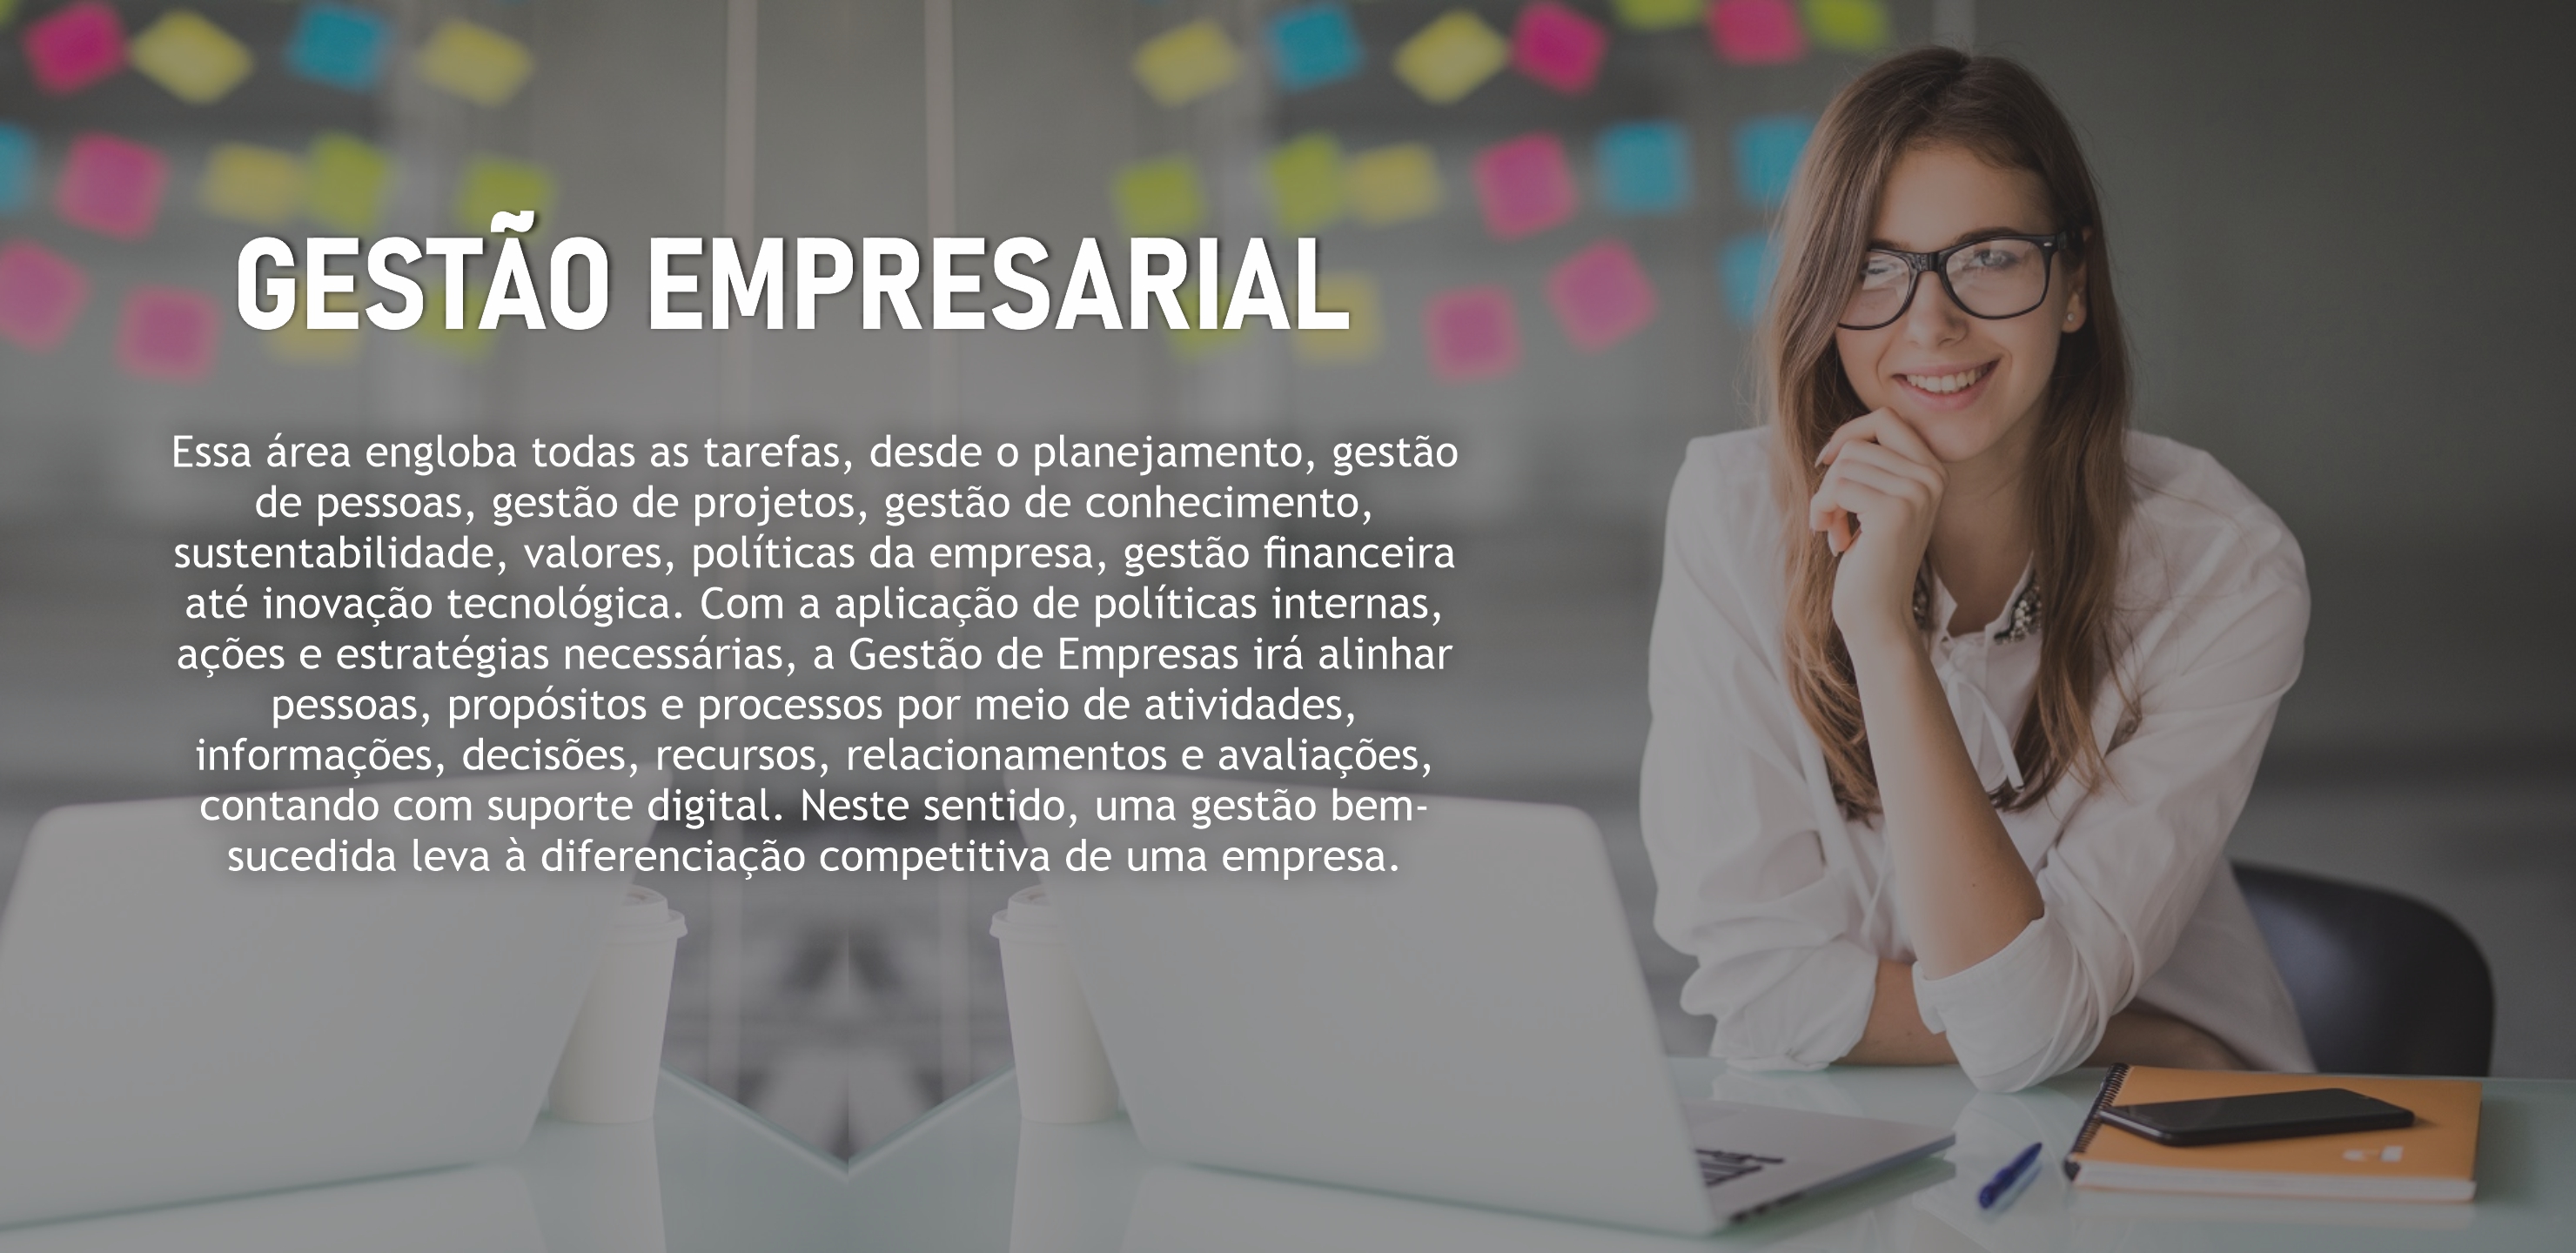 GESTÃO EMPRESARIAL
Essa área engloba todas as tarefas, desde o planejamento, gestão
de pessoas, gestão de projetos, gestão de conhecimento,
sustentabilidade, valores, políticas da empresa, gestão financeira
até inovação tecnológica. Com a aplicação de políticas internas,
ações e estratégias necessárias, a Gestão de Empresas irá alinhar
pessoas, propósitos e processos por meio de atividades,
informações, decisões, recursos, relacionamentos e avaliações,
contando com suporte digital. Neste sentido, uma gestão bem-
sucedida leva à diferenciação competitiva de uma empresa.